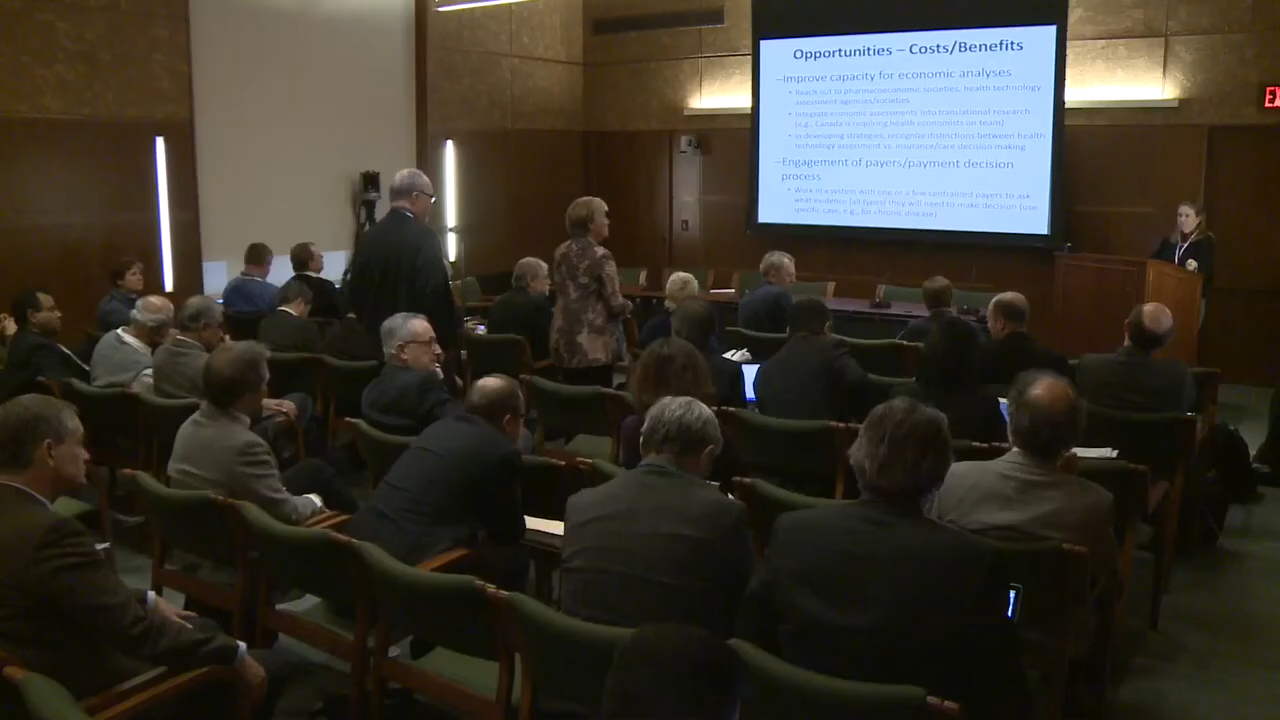 Opportunities – Costs/Benefits
–Improve capacity for economic analyses
• Reach out to pharmacoeconomic societies, health technology
assessment agencies/societies
• Integrate economic assessments into translational research
(e.g., Canada is requiring health economists on team)
• In developing strategies, recognize distinctions between health
technology assessment vs. insurance/care decision making
–Engagement of payers/payment decision
process
• Work in a system with one or a few centralized payers to ask
what evidence (all types) they will need to make decision (use
specific case, e.g., for chronic disease)
EX